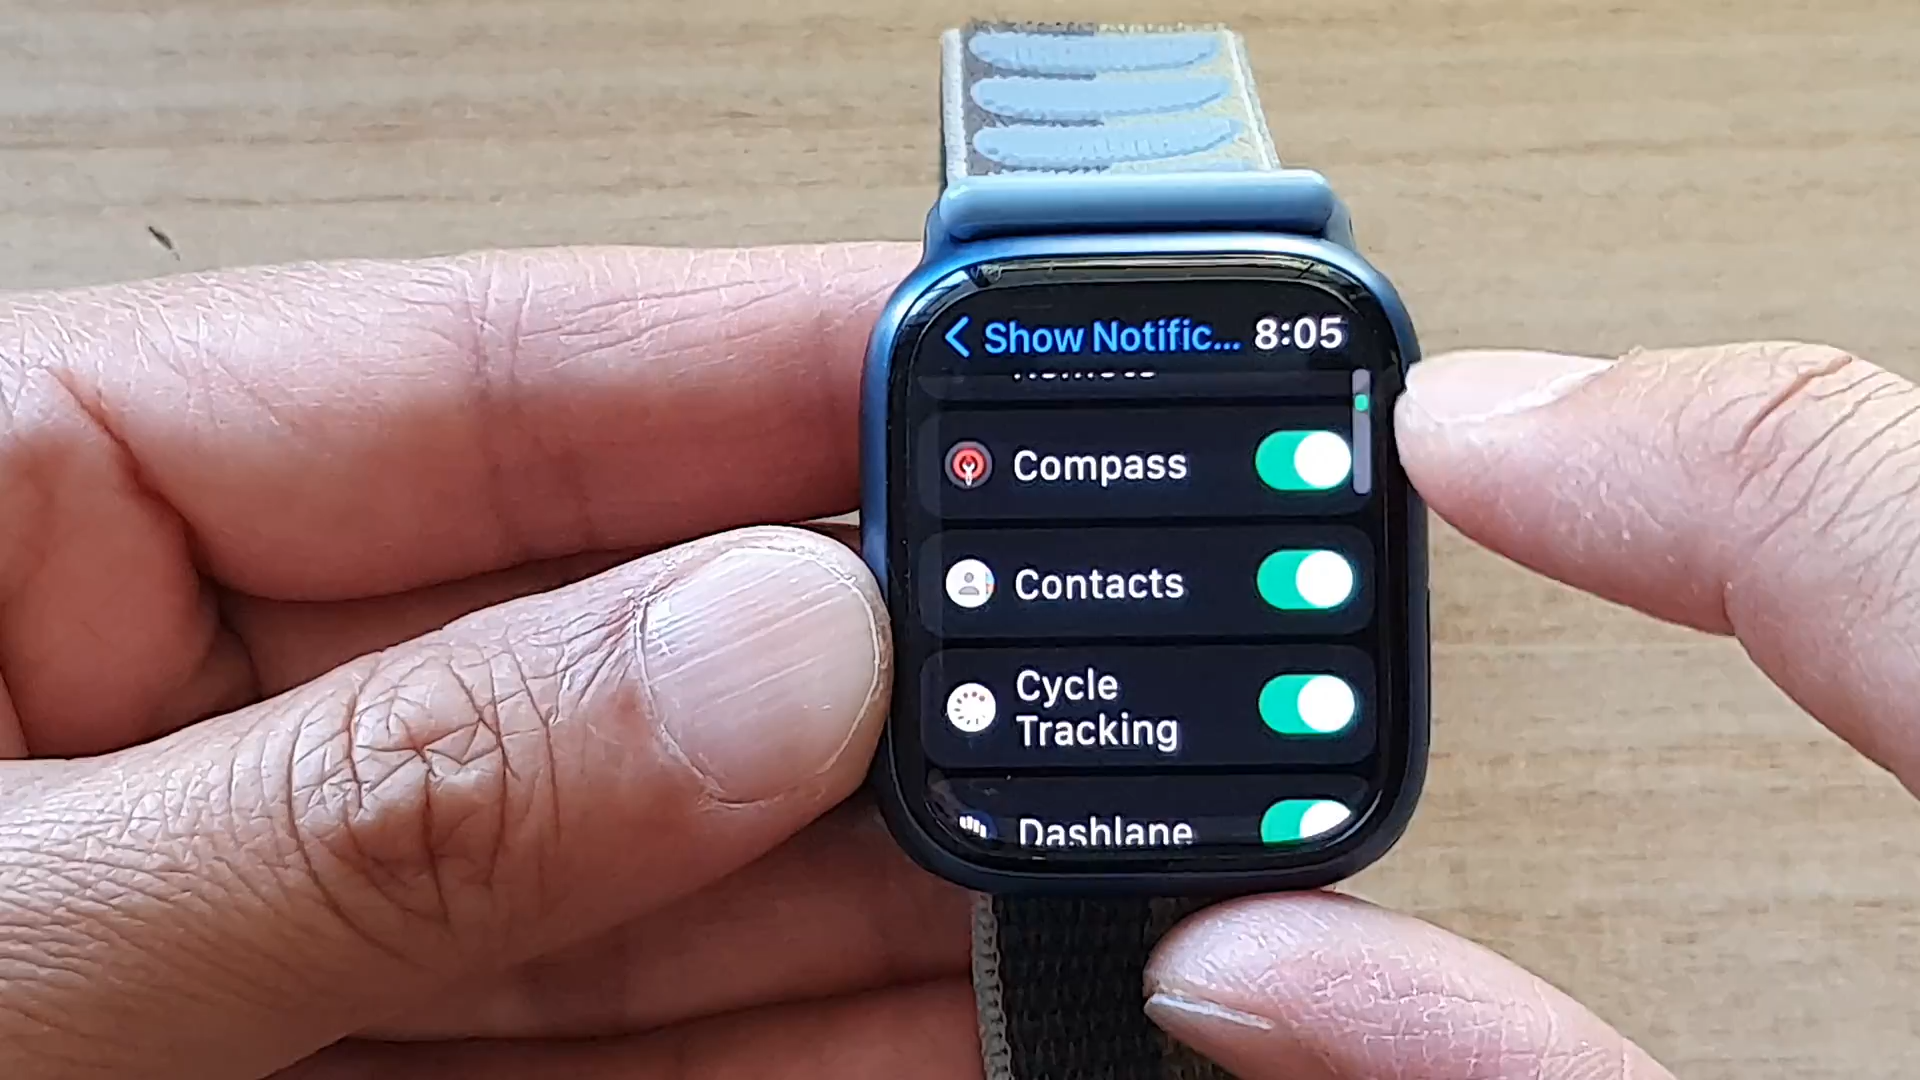 Show Notific... 8:05
Compass
Contacts
Cycle
Tracking
Dashlane